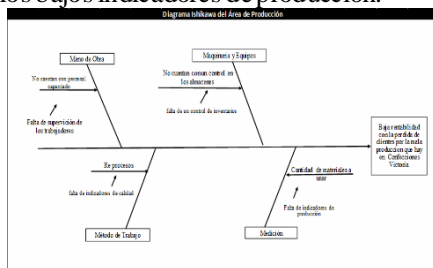 los bajos indicadores de producción.
Diagrama Ishikawa del Área de Producción
Mano de Obra
Maquinaria y Equipos
No cuentan con personal
capacitado
No cuentan con un control en
los almacenes
Falta de supervisión de
los trabajadores
falta de un control de inventarios
Baja rentabilidad
con la perdida de
clientes por la mala
produccion que hay
en Confecciones
Victoria
Re procesos
Cantidad de materiales a
usar
falta de indicadores de calidad
Falta de indicadores de
producción
Método de Trabajo
Medición